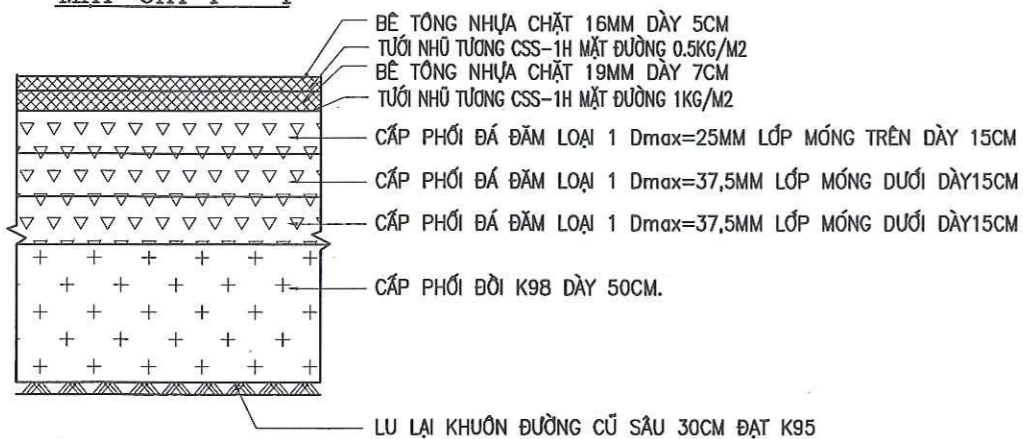 BÊ TÔNG NHỰA CHẶT 16MM DÀY 5CM
TƯỚI NHŨ TƯƠNG CSS-1H MẶT ĐƯỜNG 0.5KG/M2
BÊ TÔNG NHỰA CHẶT 19MM DÀY 7CM
TƯỚI NHŨ TƯƠNG CSS-1H MẶT ĐƯỜNG 1KG/M2
CẤP PHỐI ĐÁ DĂM LOẠI 1 Dmax=25MM LỚP MÓNG TRÊN DÀY 15CM
CẤP PHỐI ĐÁ DĂM LOẠI 1 Dmax=37,5MM LỚP MÓNG DƯỚI DÀY15CM
CẤP PHỐI ĐÁ DĂM LOẠI 1 Dmax=37,5MM LỚP MÓNG DƯỚI DÀY15CM
CẤP PHỐI ĐỒI K98 DÀY 50CM.
LU LẠI KHUÔN ĐƯỜNG CŨ SÂU 30CM ĐẠT K95